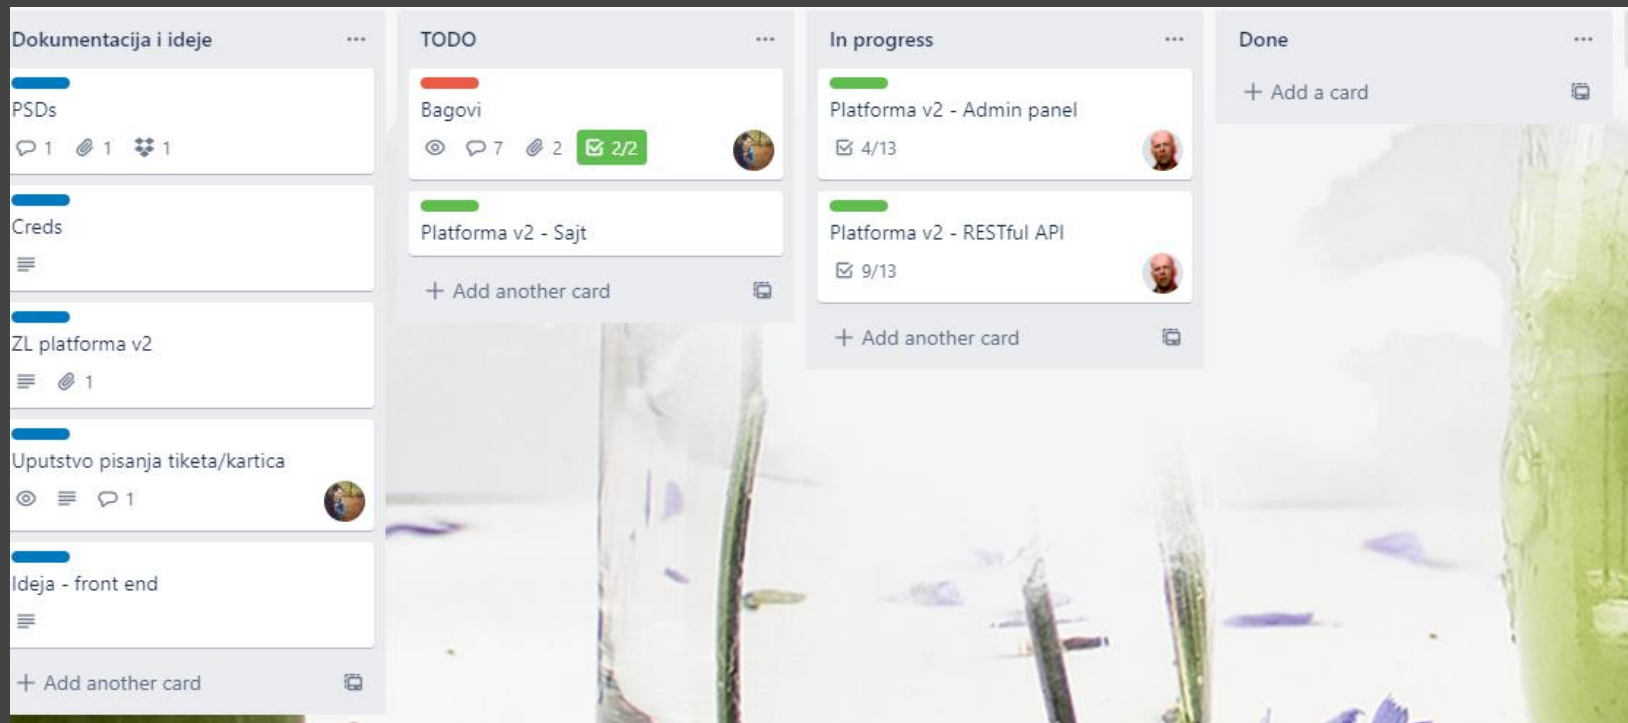 Dokumentacija i ideje
PSDs
1 1 1
Creds
ZL platforma v2
1
Uputstvo pisanja tiketa/kartica
1
Ideja - front end
+ Add another card
TODO
Bagovi
7 2 2/2
Platforma v2 - Sajt
+ Add another card
In progress
Platforma v2 - Admin panel
4/13
Platforma v2 - RESTful API
9/13
+ Add another card
Done
+ Add a card